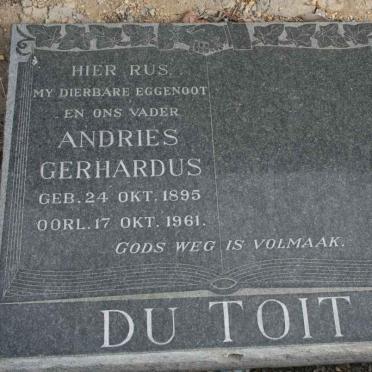 HIER RUS
MY DIERBARE EGGENOOT
EN ONS VADER
ANDRIES
GERHARDUS
GEB. 24 OKT. 1895
OORL. 17 OKT. 1961.
GODS WEG IS VOLMAAK.
DU TOIT